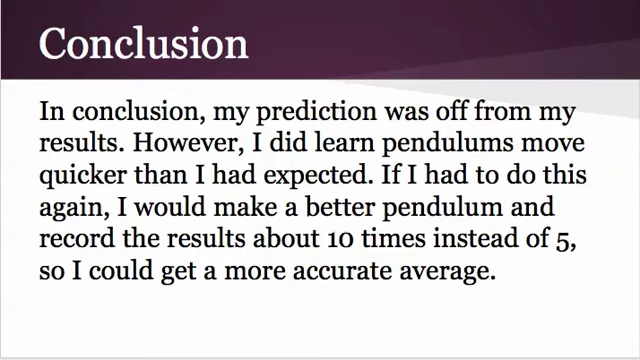 Conclusion
In conclusion, my prediction was off from my
results. However, I did learn pendulums move
quicker than I had expected. If I had to do this
again, I would make a better pendulum and
record the results about 10 times instead of 5,
so I could get a more accurate average.